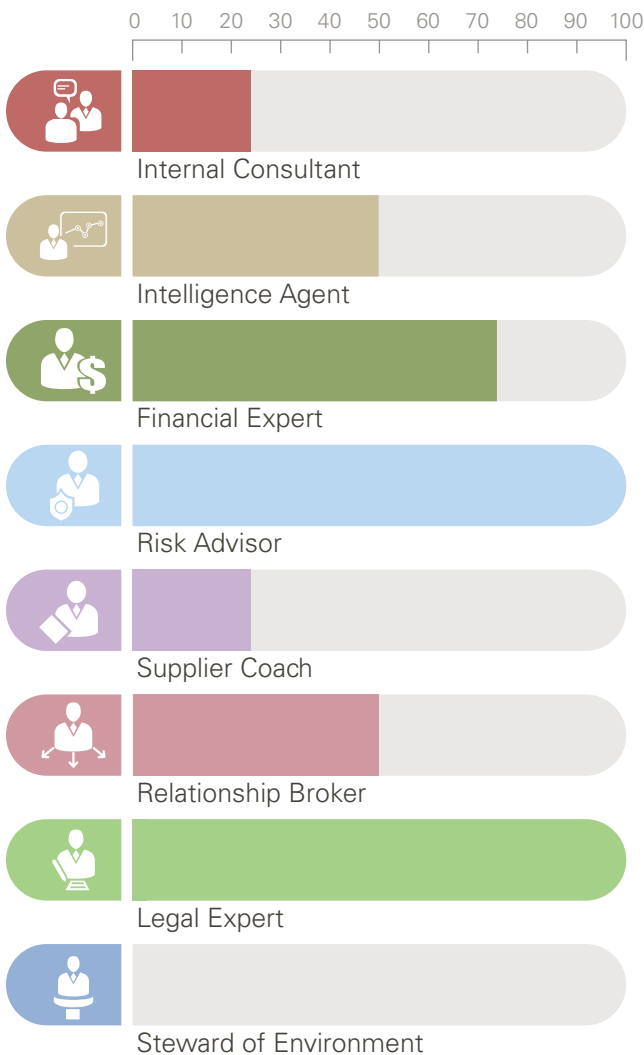 0 10 20 30 40 50 60 70 80 90 100
Internal Consultant
Intelligence Agent
Financial Expert
$
Risk Advisor
Supplier Coach
Relationship Broker
Legal Expert
Steward of Environment